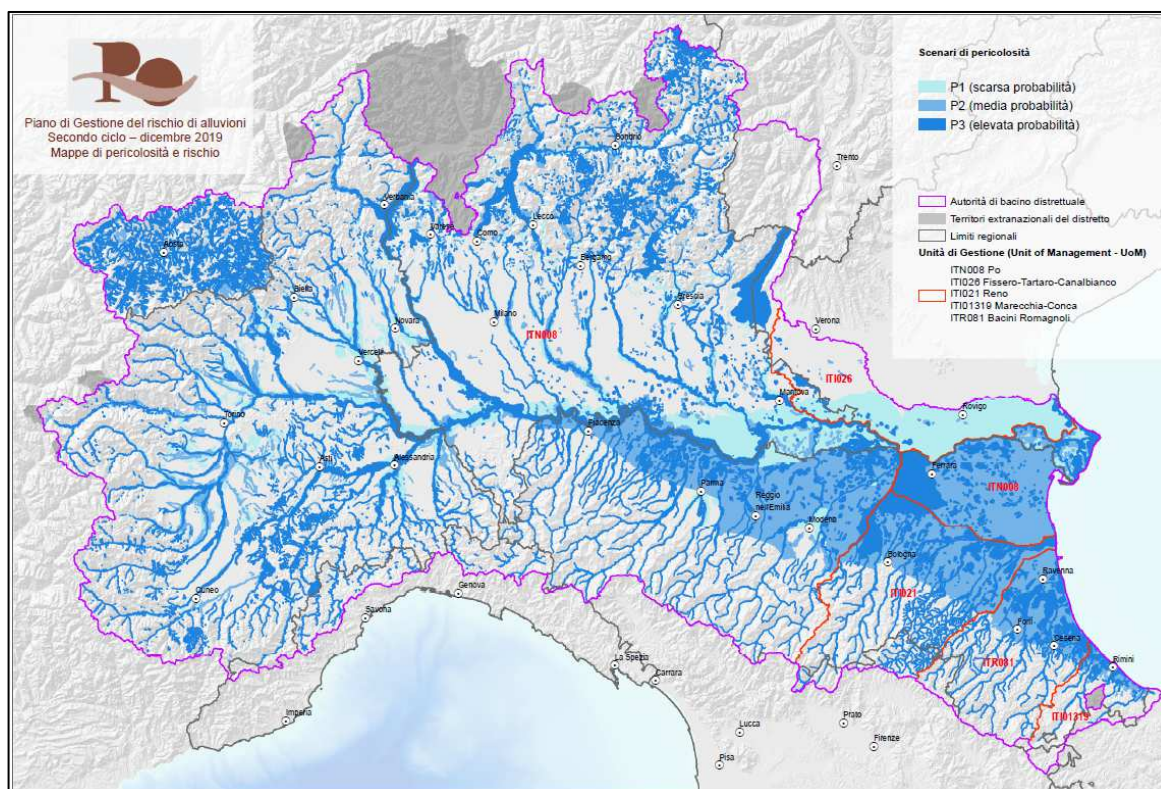 PO
Piano di Gestione del rischio di alluvioni
Secondo ciclo – dicembre 2019
Mappe di pericolosità e rischio
Scenari di pericolosità
P1 (scarsa probabilità)
P2 (media probabilità)
P3 (elevata probabilità)
Autorità di bacino distrettuale
Territori extranazionali del distretto
Limiti regionali
Unità di Gestione (Unit of Management - UoM)
ITN008 Po
ITI026 Fissero-Tartaro-Canalbianco
ITI021 Reno
ITI01319 Marecchia-Conca
ITR081 Bacini Romagnoli
Sondrio
Trento
Verbania
Lecco
Varese
Como
Aosta
Bergamo
Biella
Brescia
Novara
Milano
ITN008
Verona
Vercelli
ITI026
Mantova
Rovigo
Torino
Piacenza
Asti
Alessandria
Ferrara
Parma
ITN008
Reggio
nell'Emilia
Modena
Bologna
Ravenna
Cuneo
Genova
ITI021
Savona
Forlì
Cesena
La Spezia
ITR081
Rimini
Carrara
Imperia
ITI01319
Lucca
Prato
Firenze
Pisa